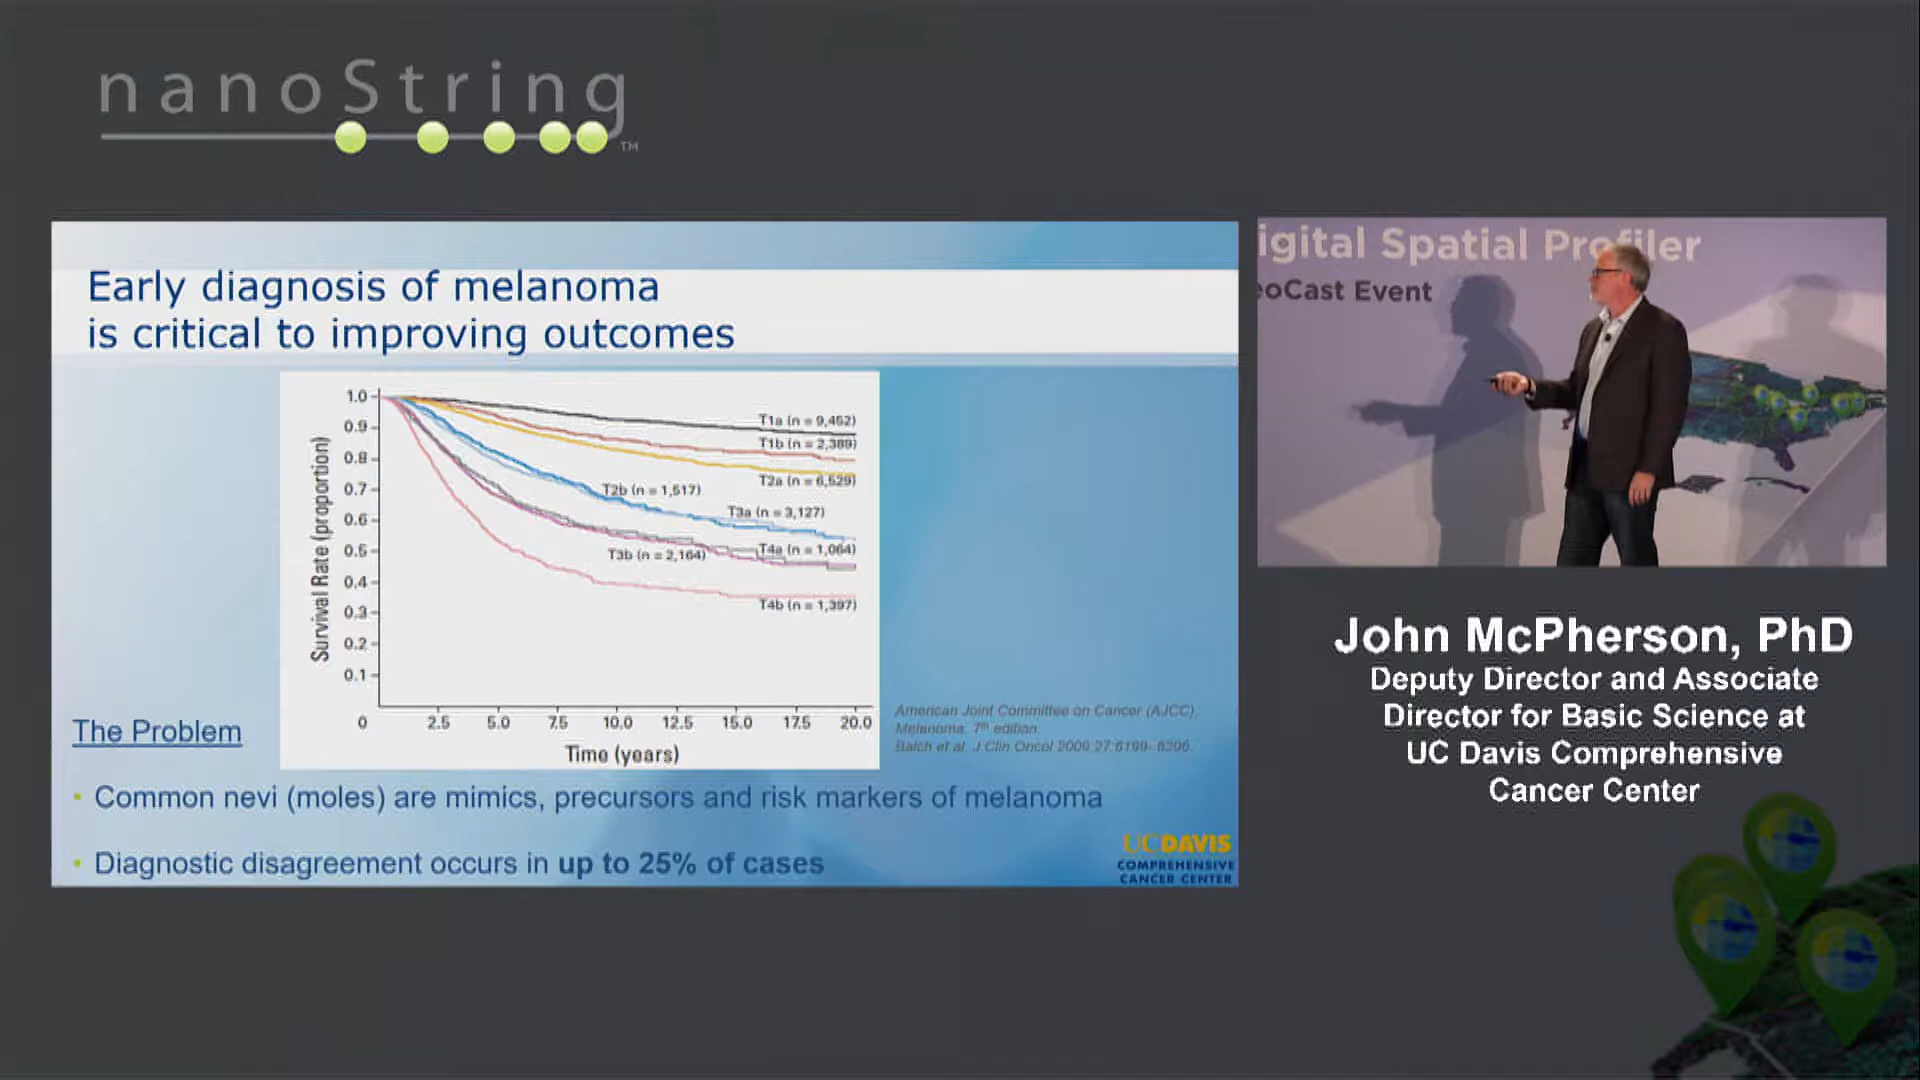 nanoString
TM
Early diagnosis of melanoma
is critical to improving outcomes
Survival Rate (proportion)
1.0
0.9
0.8
0.7
0.6
0.5
0.4
0.3
0.2
0.1
T1a (n = 9,452)
T1b (n = 2,389)
T2a (n = 6,529)
T2b (n = 1,517)
T3a (n = 3,127)
T3b (n = 2,164)
T4a (n = 1,064)
T4b (n = 1,397)
0 2.5 5.0 7.5 10.0 12.5 15.0 17.5 20.0
Time (years)
American Joint Committee on Cancer (AJCC).
Melanoma, 7th edition.
Balch et al. J Clin Oncol 2009 27:6199-6206.
The Problem
• Common nevi (moles) are mimics, precursors and risk markers of melanoma
• Diagnostic disagreement occurs in up to 25% of cases
UCDAVIS
COMPREHENSIVE
CANCER CENTER
igital Spatial Profiler
eoCast Event
John McPherson, PhD
Deputy Director and Associate
Director for Basic Science at
UC Davis Comprehensive
Cancer Center